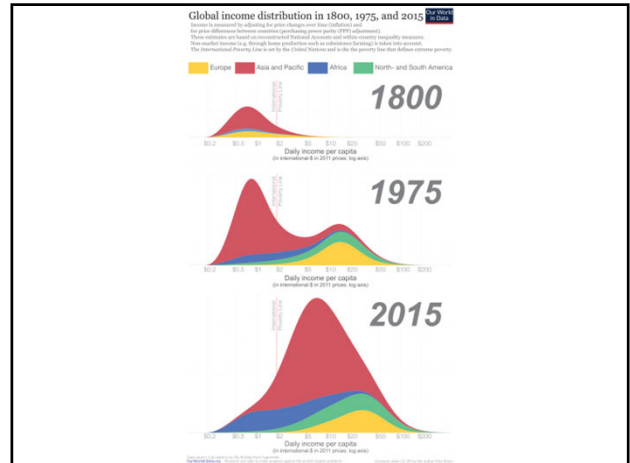 Global income distribution in 1800, 1975, and 2015
Our World
in Data
Income is measured by adjusting for price changes over time (inflation) and
for price differences between countries (purchasing power parity (PPP) adjustment).
These estimates are based on reconstructed National Accounts and within-country inequality measures.
Non-market income (e.g. through home production such as subsistence farming) is taken into account.
The International Poverty Line is set by the United Nations and is the poverty line that defines extreme poverty.
Europe Asia and Pacific Africa North- and South America
1800
International
Poverty Line
$0.2 $0.5 $1 $2 $5 $10 $20 $50 $100 $200
Daily income per capita
(in international $ in 2011 prices; log axis)
1975
International
Poverty Line
$0.2 $0.5 $1 $2 $5 $10 $20 $50 $100 $200
Daily income per capita
(in international $ in 2011 prices; log axis)
2015
International
Poverty Line
$0.2 $0.5 $1 $2 $5 $10 $20 $50 $100 $200
Daily income per capita
(in international $ in 2011 prices; log axis)